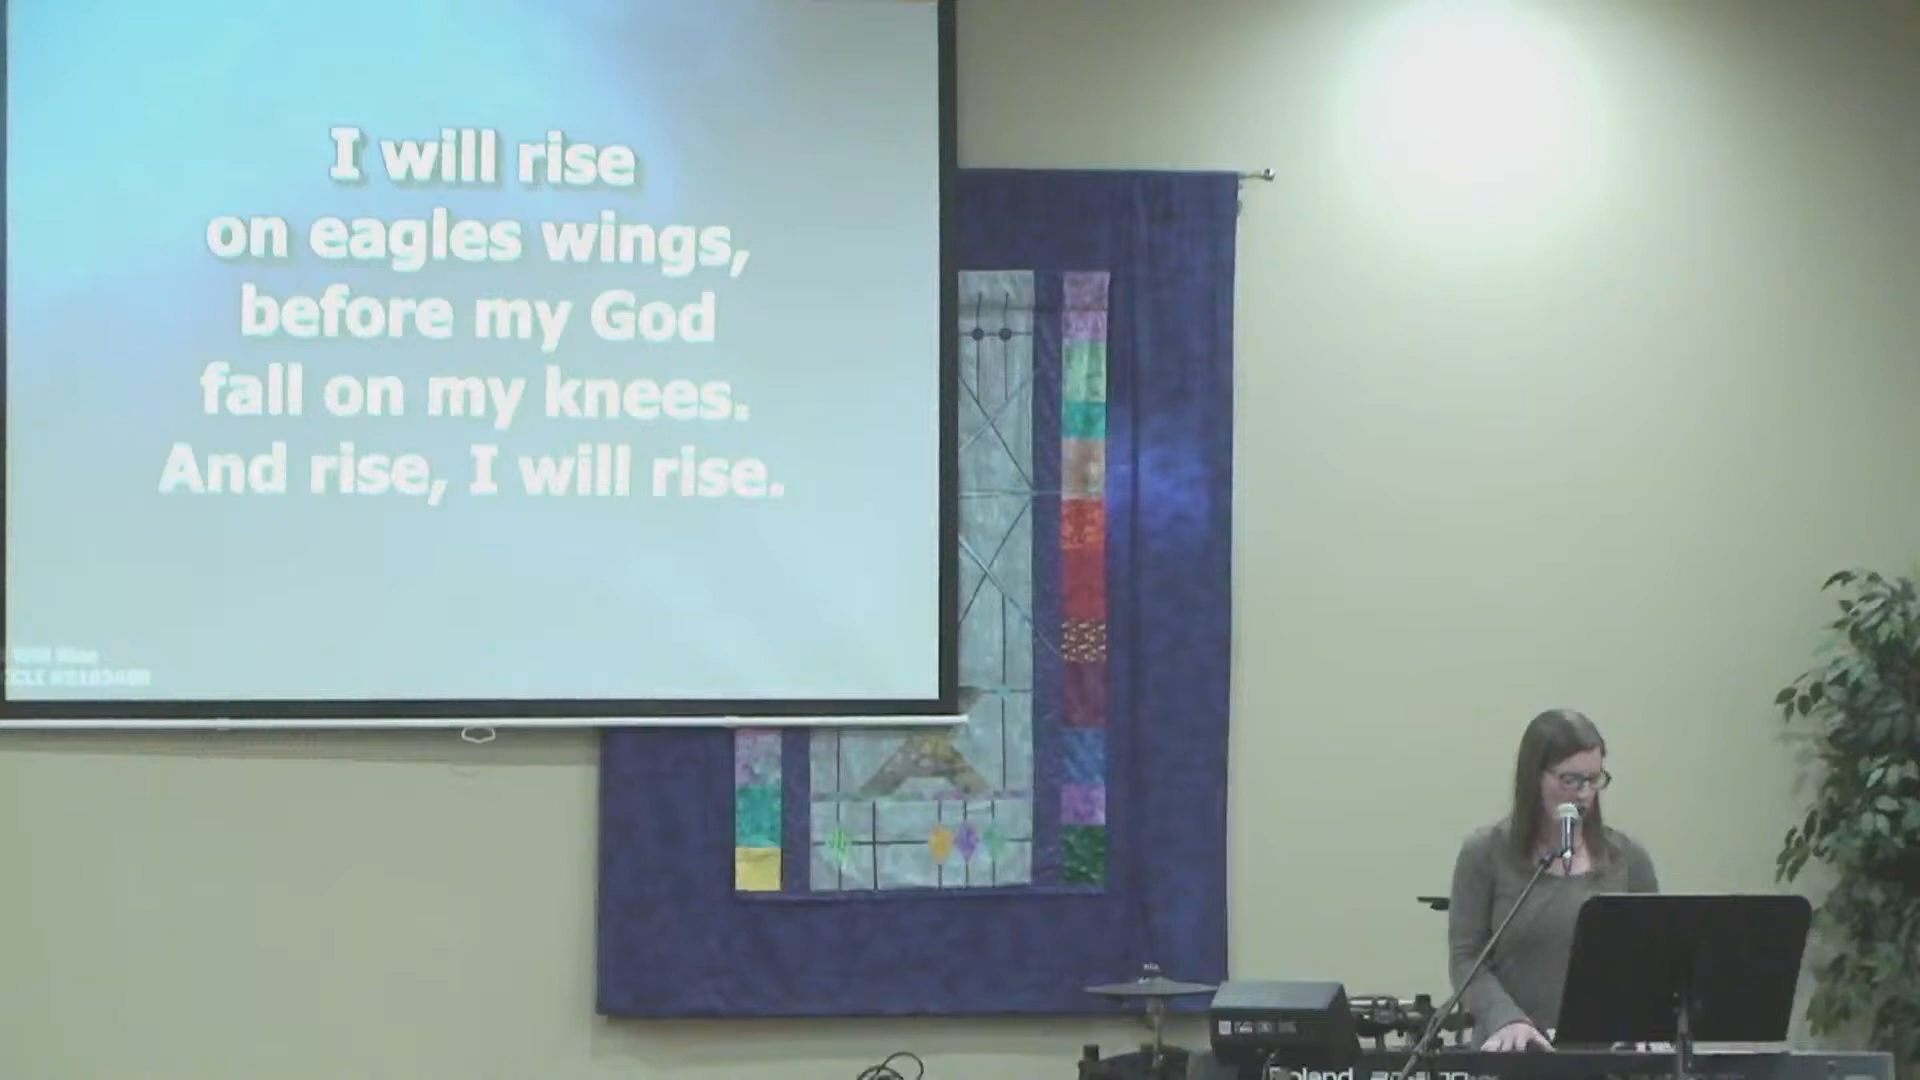 I will rise
on eagles wings,
before my God
fall on my knees.
And rise, I will rise.
Roland